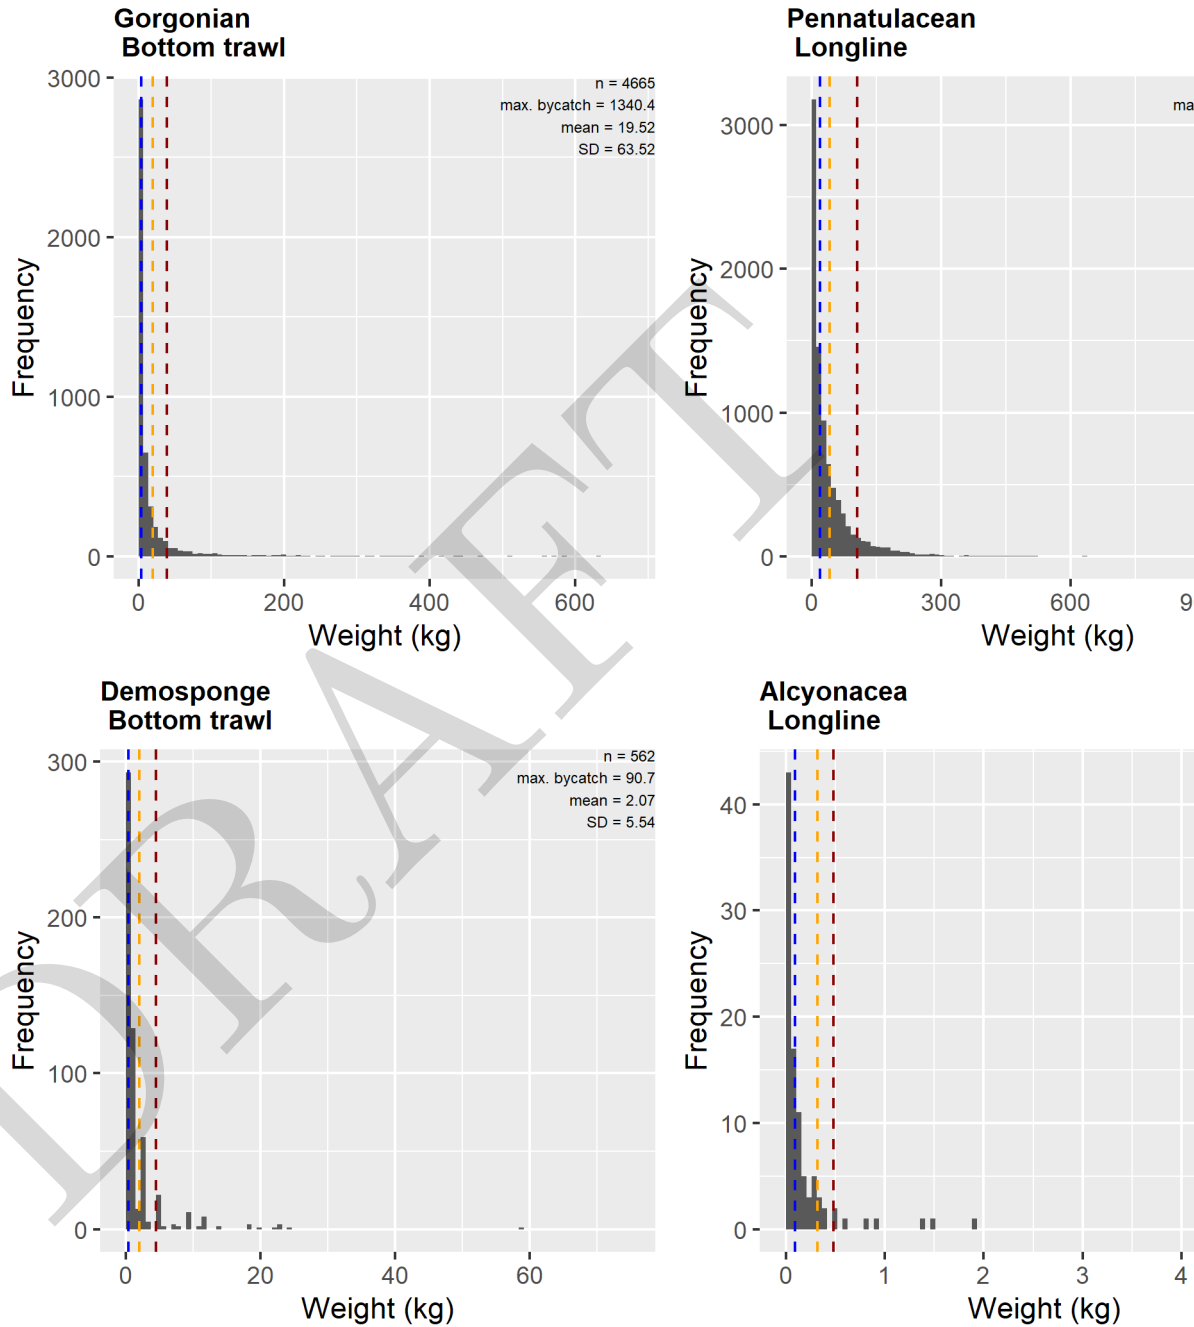 Gorgonian
Bottom trawl
n = 4665
max. bycatch = 1340.4
mean = 19.52
SD = 63.52
3000
2000
1000
0
Frequency
0 200 400 600
Weight (kg)
Pennatulacean
Longline
ma
3000
2000
1000
0
Frequency
0 300 600 9
Weight (kg)
Demosponge
Bottom trawl
n = 562
max. bycatch = 90.7
mean = 2.07
SD = 5.54
300
200
100
0
Frequency
0 20 40 60
Weight (kg)
Alcyonacea
Longline
40
30
20
10
0
Frequency
0 1 2 3 4
Weight (kg)
DRAFT